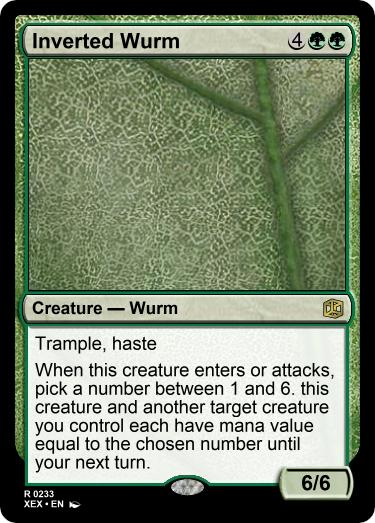 Inverted Wurm 4
Creature — Wurm
Trample, haste
When this creature enters or attacks,
pick a number between 1 and 6. this
creature and another target creature
you control each have mana value
equal to the chosen number until
your next turn.
6/6
R 0233
XEX • EN